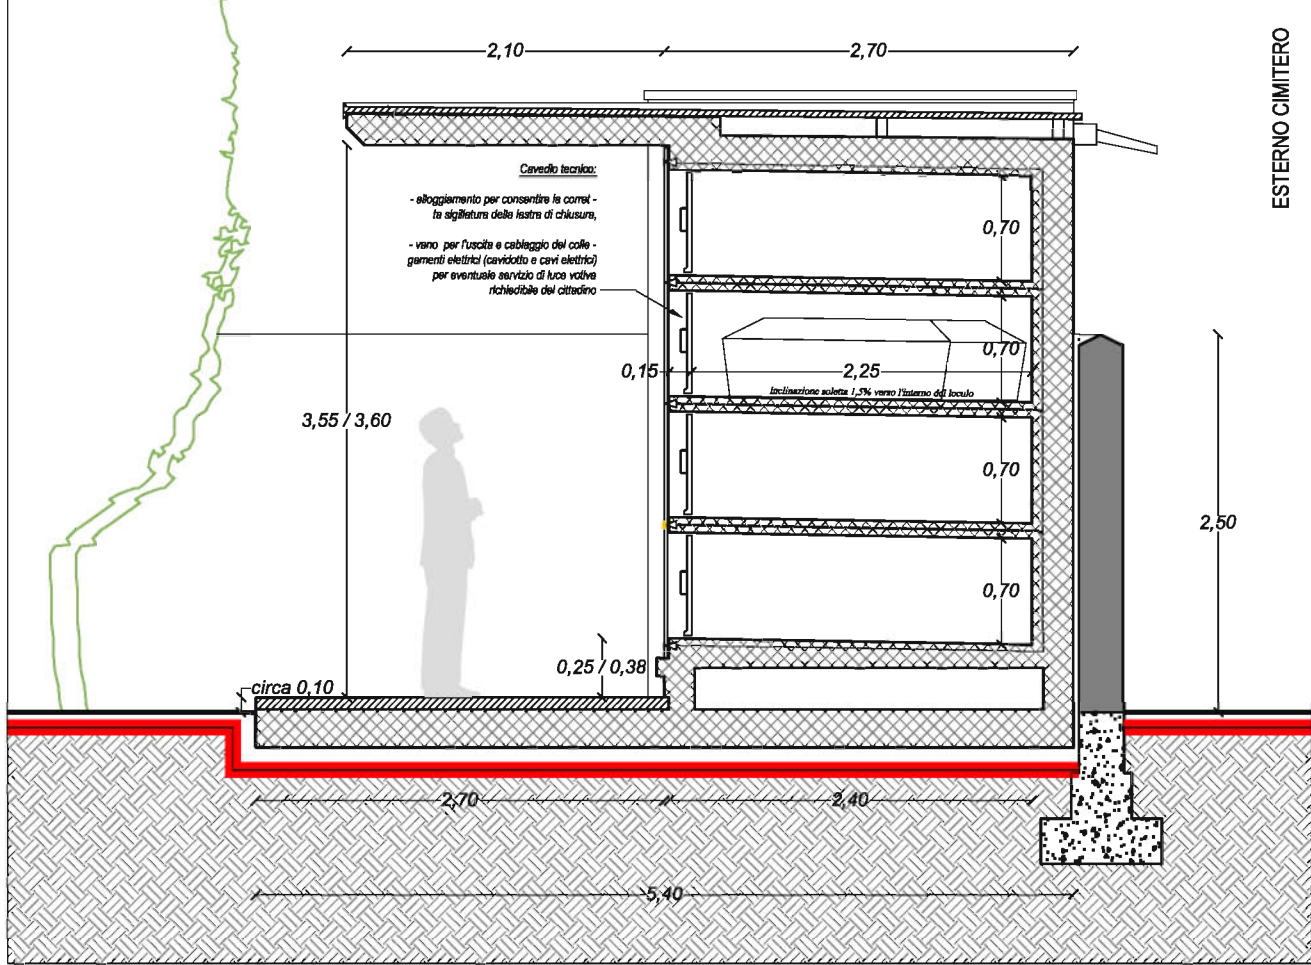 ESTERNO CIMITERO
2,10
2,70
Cavedio tecnico:
- alloggiamento per consentire la corret -
ta sigillatura della lastra di chiusura,
- vano per l'uscita e cablaggio dei colle -
gamenti elettrici (cavidotto e cavi elettrici)
per eventuale servizio di luce votiva
richiedibile dal cittadino
0,70
0,70
0,15
2,25
Inclinazione soletta 1,5% verso l'interno del loculo
3,55 / 3,60
0,70
2,50
0,70
0,25 / 0,38
circa 0,10
2,70
2,40
5,40